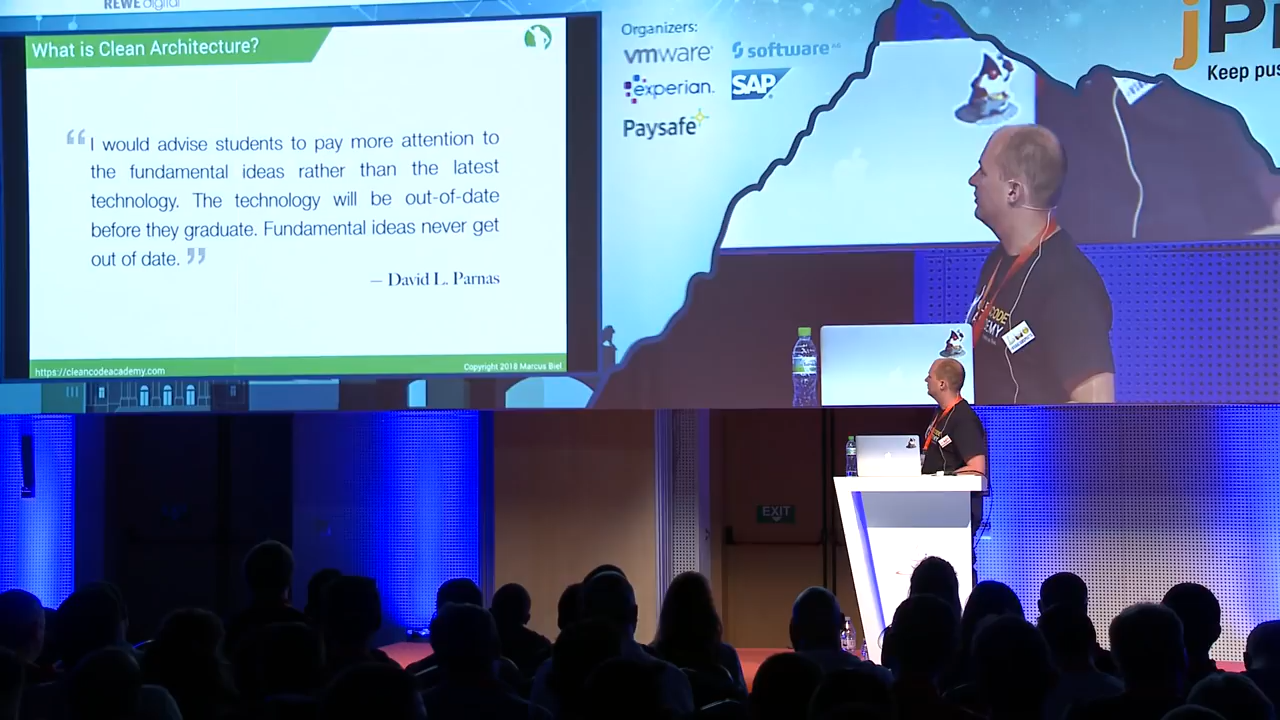 REWE digital
What is Clean Architecture?
“ I would advise students to pay more attention to
the fundamental ideas rather than the latest
technology. The technology will be out-of-date
before they graduate. Fundamental ideas never get
out of date. ”
— David L. Parnas
https://cleancodeacademy.com
Copyright 2018 Marcus Biel
Organizers:
vmware
software AG
experian.
SAP
Paysafe
jP
Keep pus
CODE
EXIT